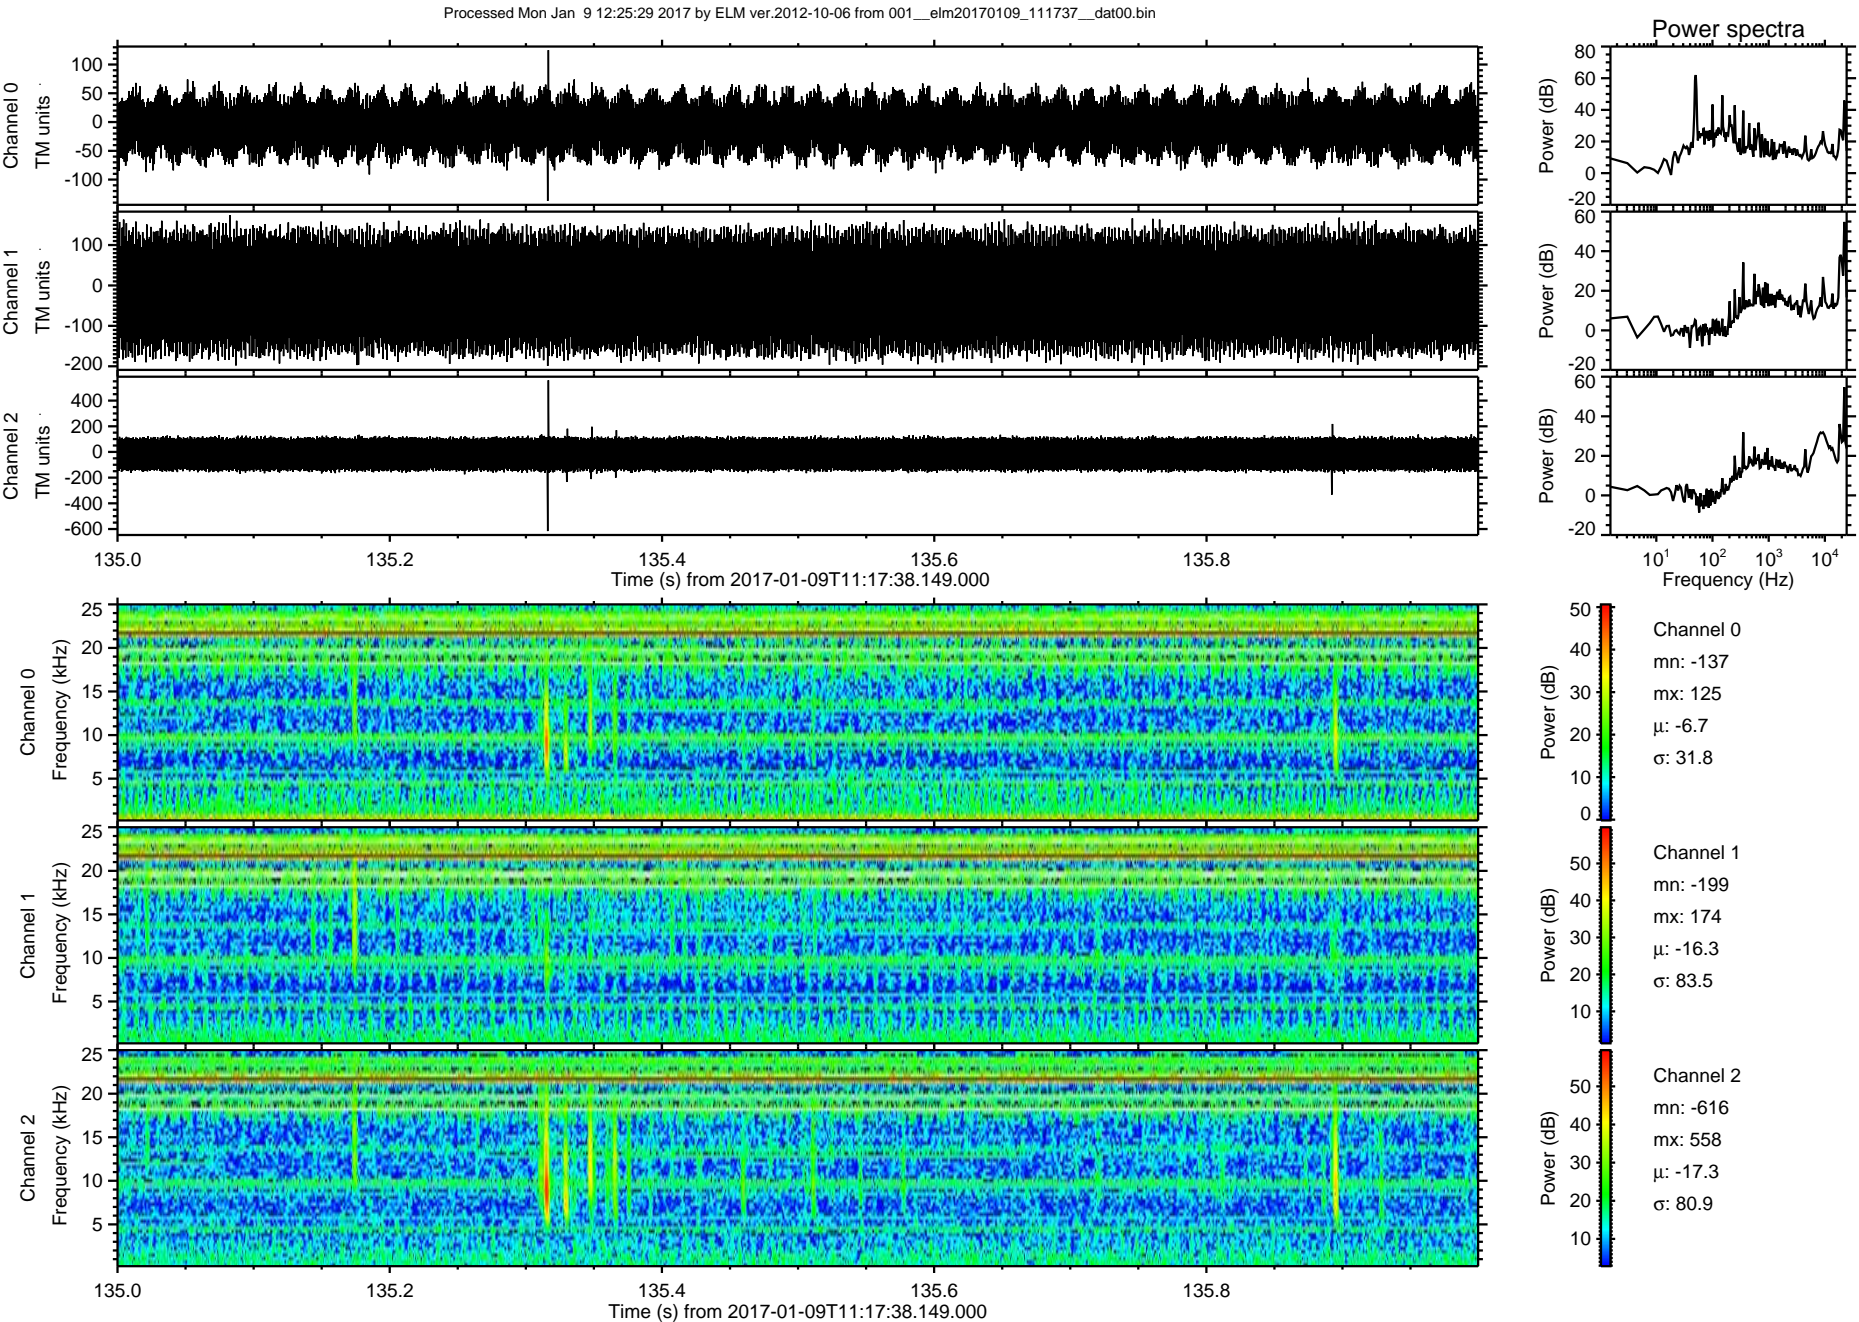 Processed Mon Jan 9 12:25:29 2017 by ELM ver.2012-10-06 from 001__elm20170109_111737__dat00.bin
Power spectra
Channel 0
TM units
100
50
0
-50
-100
Power (dB)
80
60
40
20
0
-20
Channel 1
TM units
100
0
-100
-200
Power (dB)
60
40
20
0
-20
Channel 2
TM units
400
200
0
-200
-400
-600
Power (dB)
60
40
20
0
-20
135.0 135.2 135.4 135.6 135.8
Time (s) from 2017-01-09T11:17:38.149.000
10^1 10^2 10^3 10^4
Frequency (Hz)
Channel 0
Frequency (kHz)
25
20
15
10
5
Power (dB)
50
40
30
20
10
0
Channel 0
mn: -137
mx: 125
μ: -6.7
σ: 31.8
Channel 1
Frequency (kHz)
25
20
15
10
5
Power (dB)
50
40
30
20
10
Channel 1
mn: -199
mx: 174
μ: -16.3
σ: 83.5
Channel 2
Frequency (kHz)
25
20
15
10
5
Power (dB)
50
40
30
20
10
Channel 2
mn: -616
mx: 558
μ: -17.3
σ: 80.9
135.0 135.2 135.4 135.6 135.8
Time (s) from 2017-01-09T11:17:38.149.000